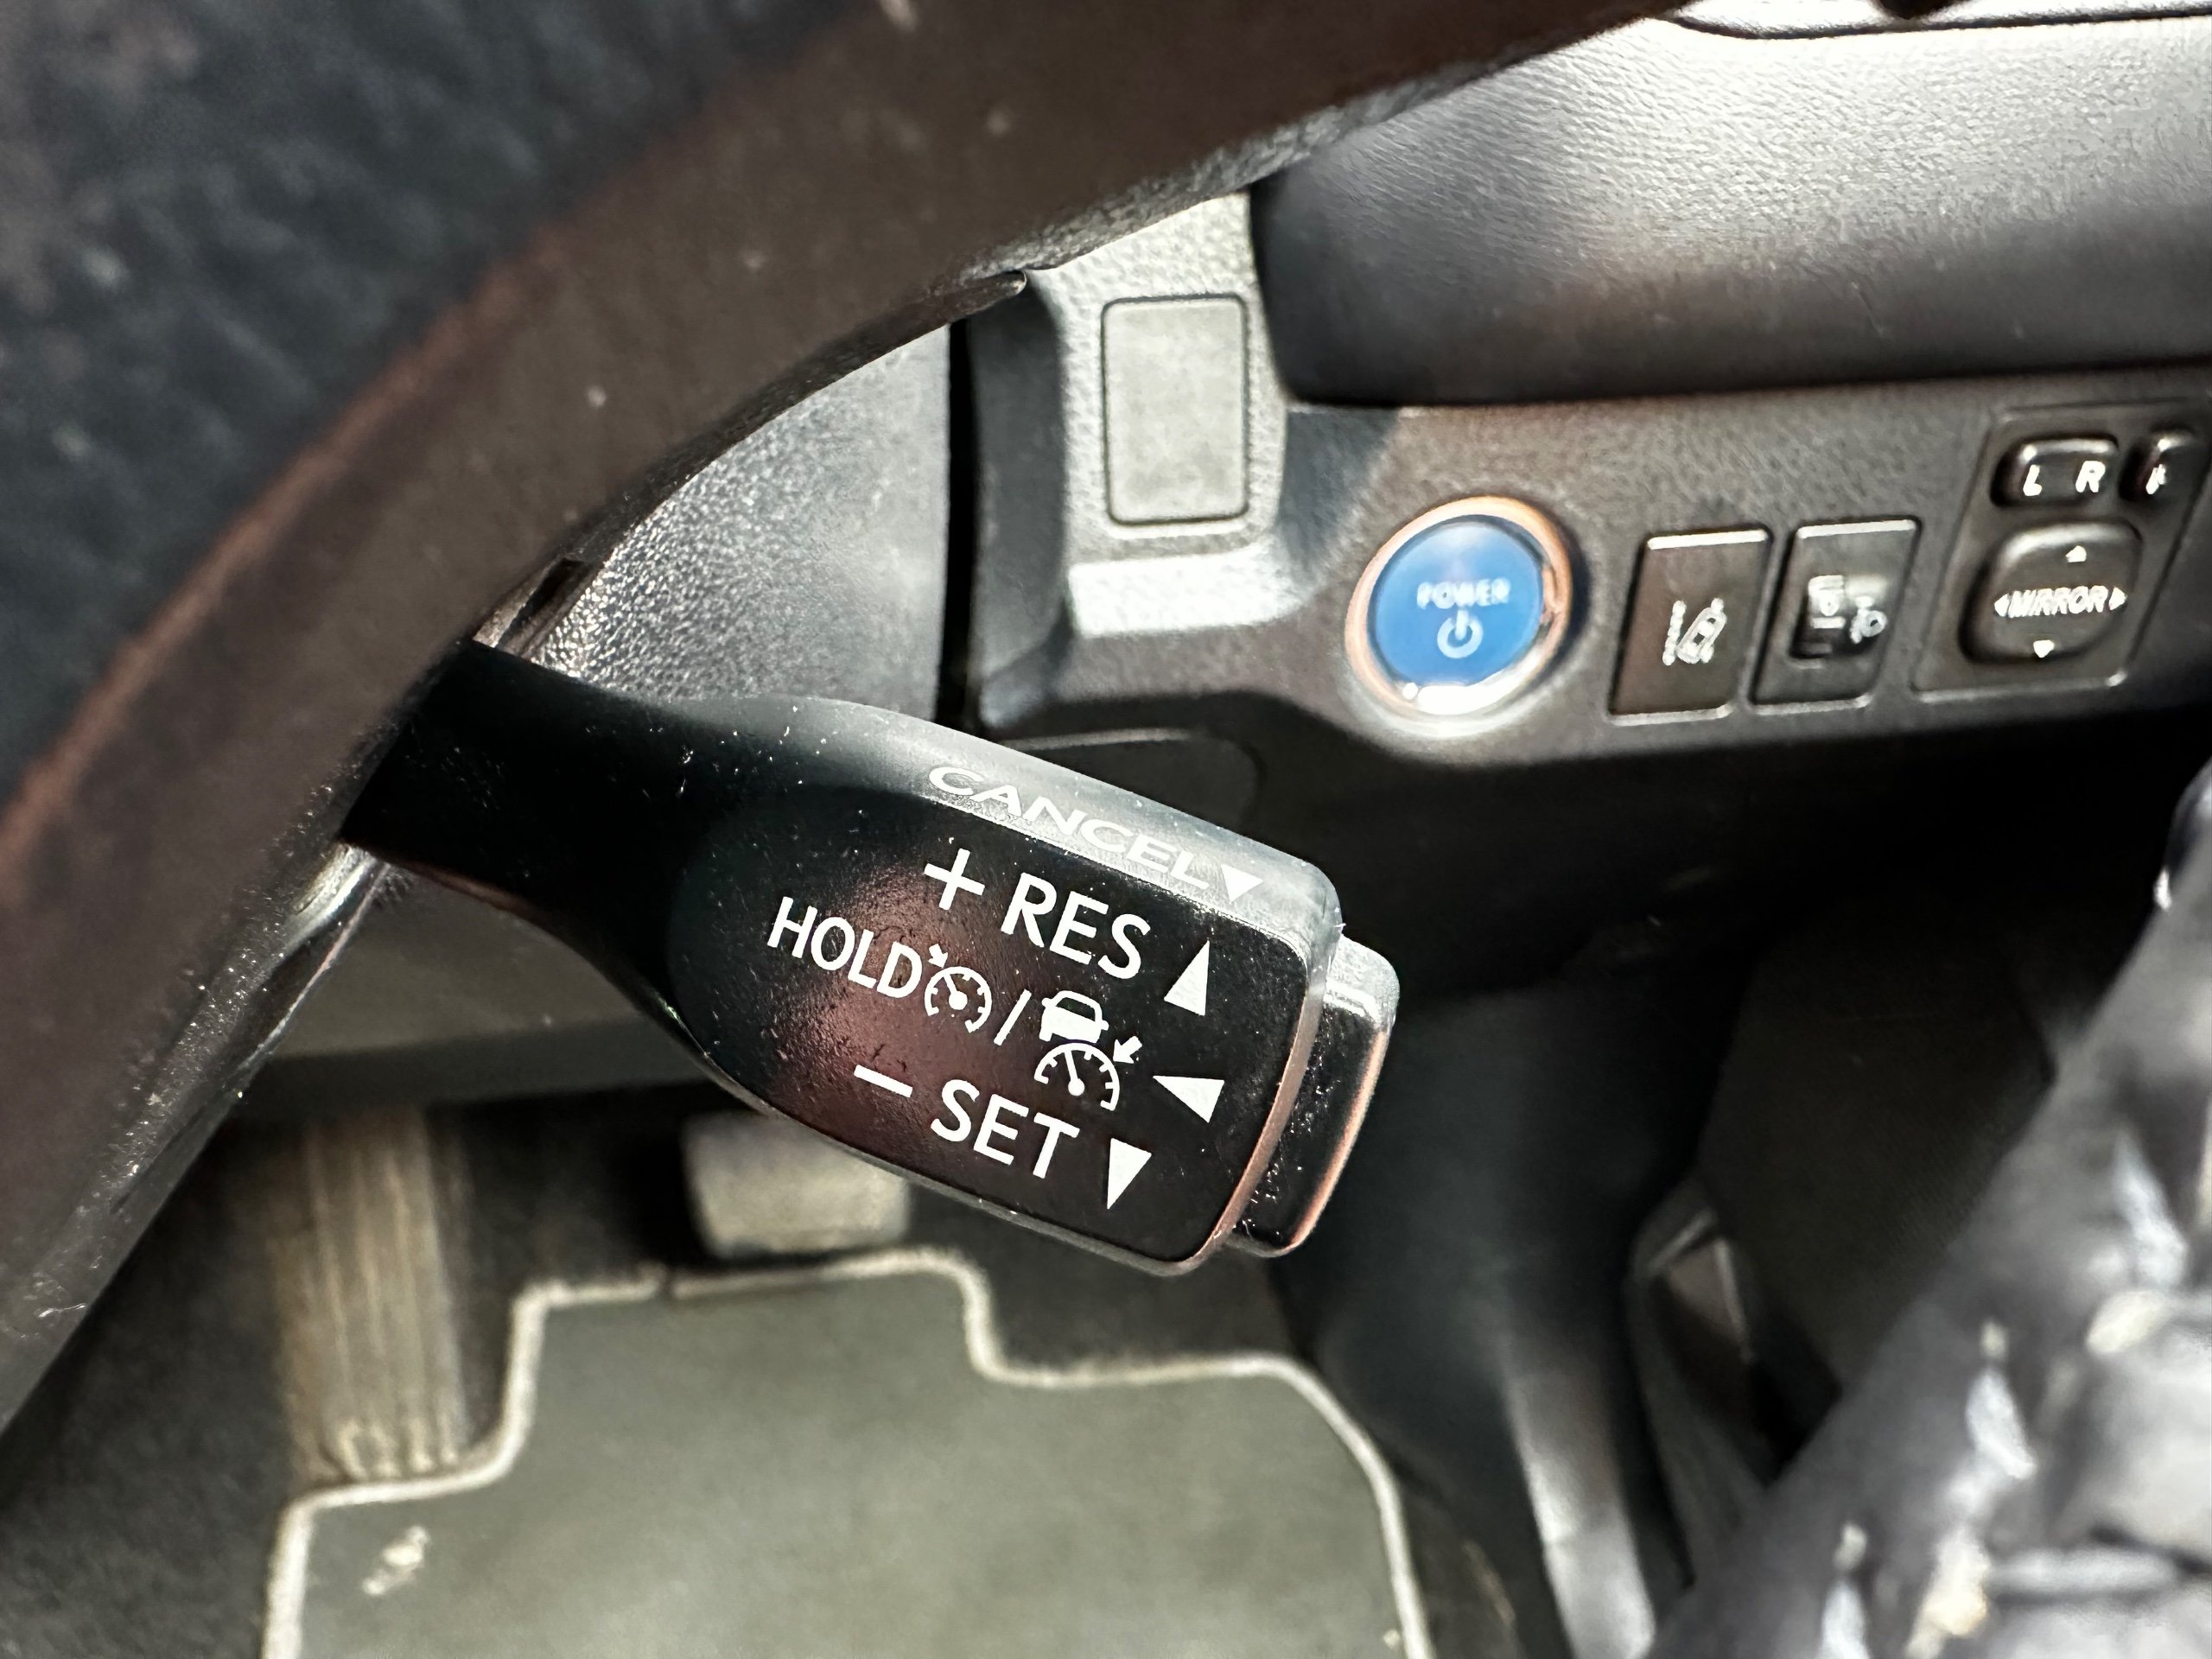 L R
POWER
MIRROR
CANCEL
+ RES
HOLD /
− SET